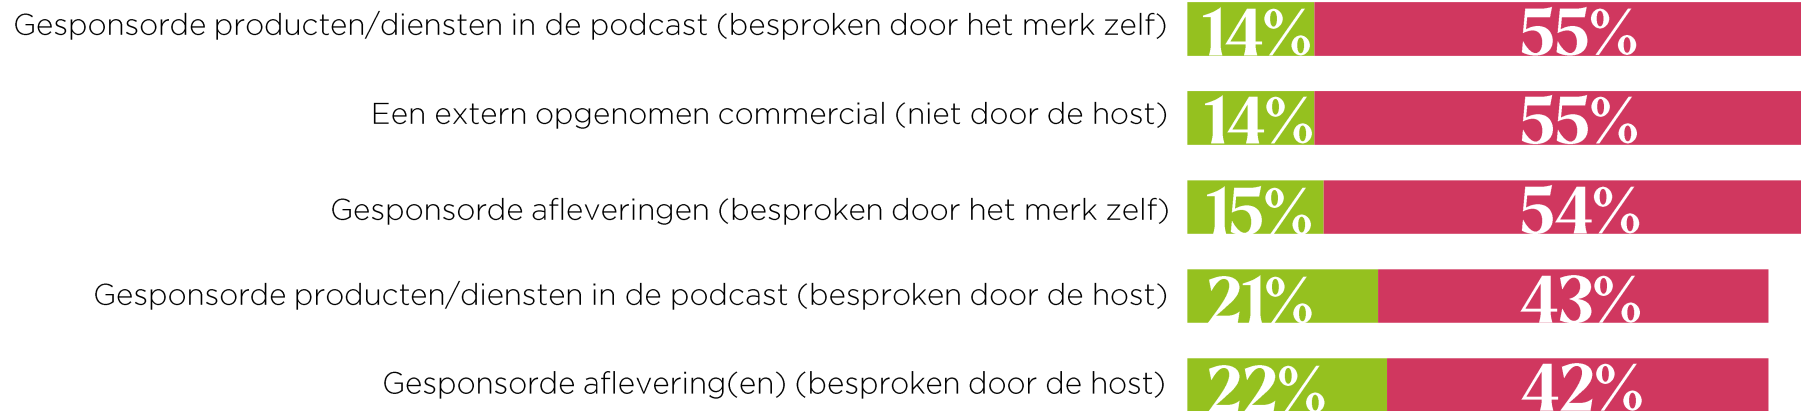 Gesponsorde producten/diensten in de podcast (besproken door het merk zelf) 14% 55%
Een extern opgenomen commercial (niet door de host) 14% 55%
Gesponsorde afleveringen (besproken door het merk zelf) 15% 54%
Gesponsorde producten/diensten in de podcast (besproken door de host) 21% 43%
Gesponsorde aflevering(en) (besproken door de host) 22% 42%